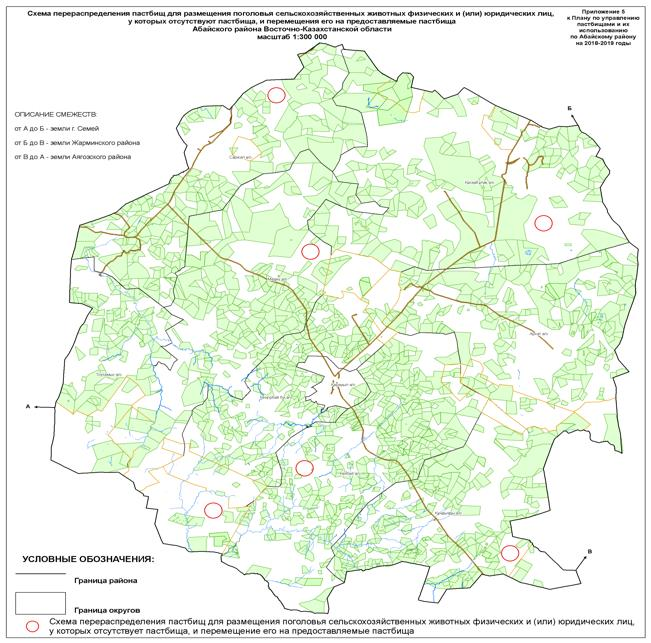 Схема перераспределения пастбищ для размещения поголовья сельскохозяйственных животных физических и (или) юридических лиц,
у которых отсутствуют пастбища, и перемещения его на предоставляемые пастбища
Абайского района Восточно-Казахстанской области
масштаб 1:300 000
Приложение 5
к Плану по управлению
пастбищами и их
использованию
по Абайскому району
на 2018-2019 годы
ОПИСАНИЕ СМЕЖЕСТВ:
от А до Б - земли г. Семей
от Б до В - земли Жарминского района
от В до А - земли Аягозского района
Б
А
В
УСЛОВНЫЕ ОБОЗНАЧЕНИЯ:
Граница района
Граница округов
Схема перераспределения пастбищ для размещения поголовья сельскохозяйственных животных физических и (или) юридических лиц,
у которых отсутствует пастбища, и перемещение его на предоставляемые пастбища